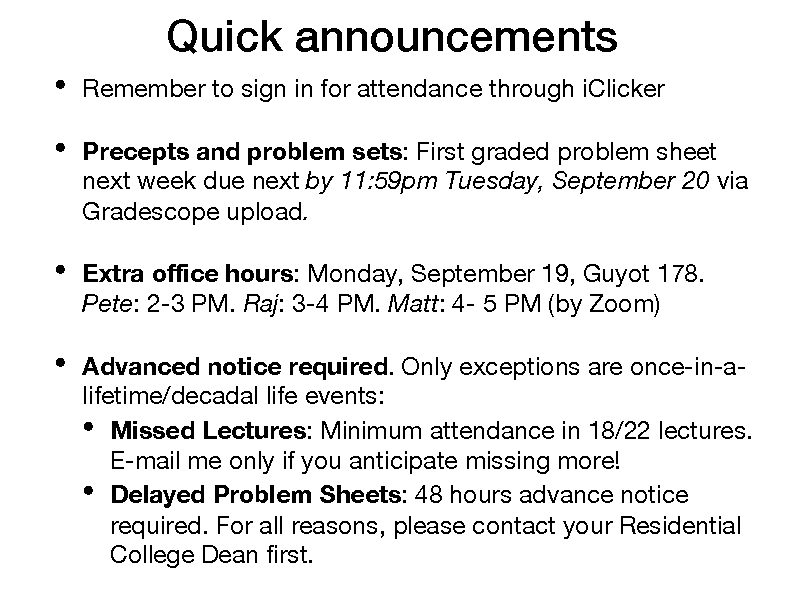 Quick announcements
• Remember to sign in for attendance through iClicker
• Precepts and problem sets: First graded problem sheet
next week due next by 11:59pm Tuesday, September 20 via
Gradescope upload.
• Extra office hours: Monday, September 19, Guyot 178.
Pete: 2-3 PM. Raj: 3-4 PM. Matt: 4- 5 PM (by Zoom)
• Advanced notice required. Only exceptions are once-in-a-
lifetime/decadal life events:
• Missed Lectures: Minimum attendance in 18/22 lectures.
E-mail me only if you anticipate missing more!
• Delayed Problem Sheets: 48 hours advance notice
required. For all reasons, please contact your Residential
College Dean first.